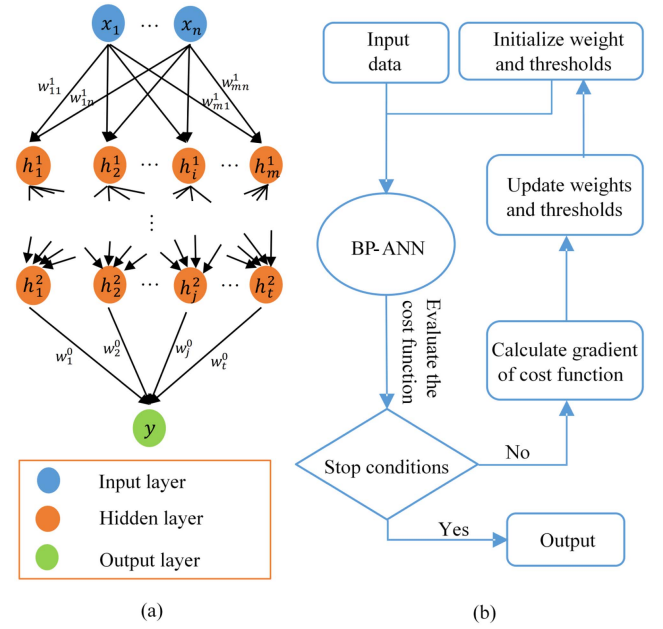 x₁ ⋯ xₙ
w¹₁₁ w¹₁ₙ w¹ₘ₁ w¹ₘₙ
h¹₁ h¹₂ ⋯ h¹ᵢ ⋯ h¹ₘ
⋮
h²₁ h²₂ ⋯ h²ⱼ ⋯ h²ₜ
w⁰₁ w⁰₂ w⁰ⱼ w⁰ₜ
y
Input layer
Hidden layer
Output layer
(a)
Input
data
Initialize weight
and thresholds
Update weights
and thresholds
BP-ANN
Evaluate the
cost function
Calculate gradient
of cost function
Stop conditions
No
Yes
Output
(b)